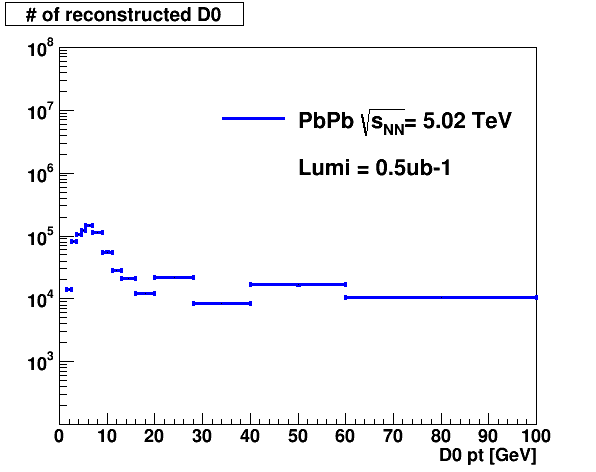 # of reconstructed D0
10^8
10^7
10^6
10^5
10^4
10^3
PbPb √s_NN= 5.02 TeV
Lumi = 0.5ub-1
0 10 20 30 40 50 60 70 80 90 100
D0 pt [GeV]